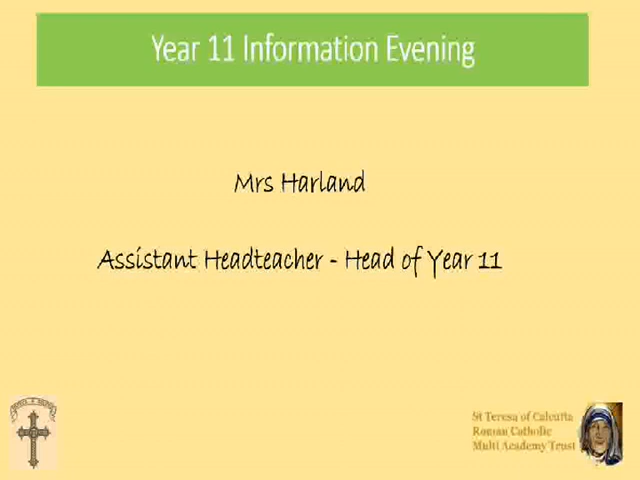 Year 11 Information Evening
Mrs Harland
Assistant Headteacher - Head of Year 11
St Teresa of Calcutta
Roman Catholic
Multi Academy Trust